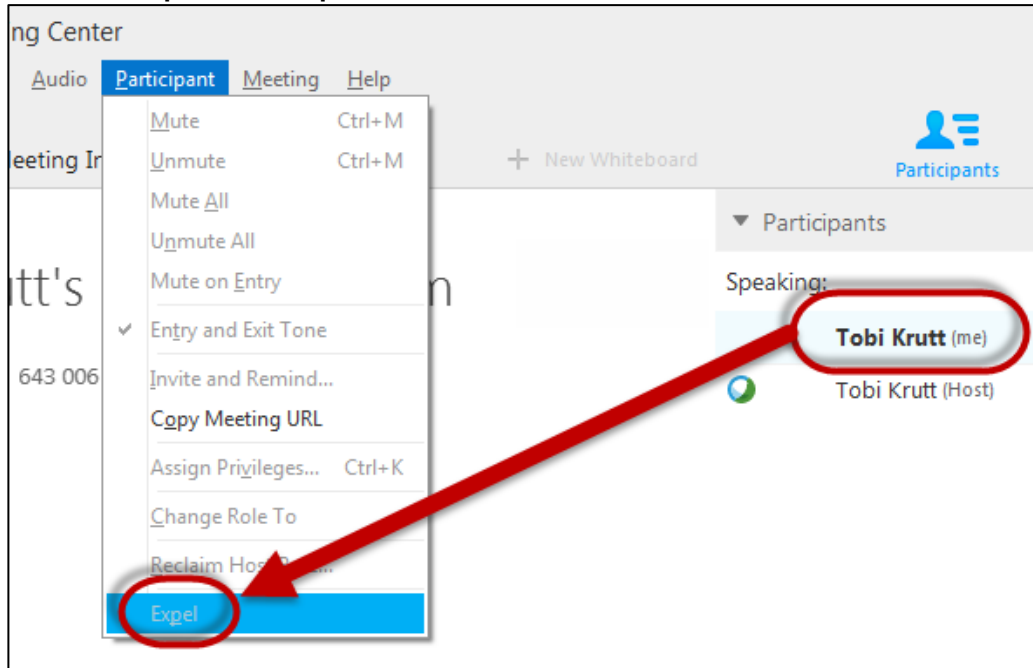 ng Center
Audio Participant Meeting Help
Mute Ctrl+M
Unmute Ctrl+M
Mute All
Unmute All
Mute on Entry
Entry and Exit Tone
Invite and Remind...
Copy Meeting URL
Assign Privileges... Ctrl+K
Change Role To
Reclaim
Expel
eeting In
+ New Whiteboard
Participants
Participants
Speaking:
Tobi Krutt (me)
Tobi Krutt (Host)
utt's
643 006